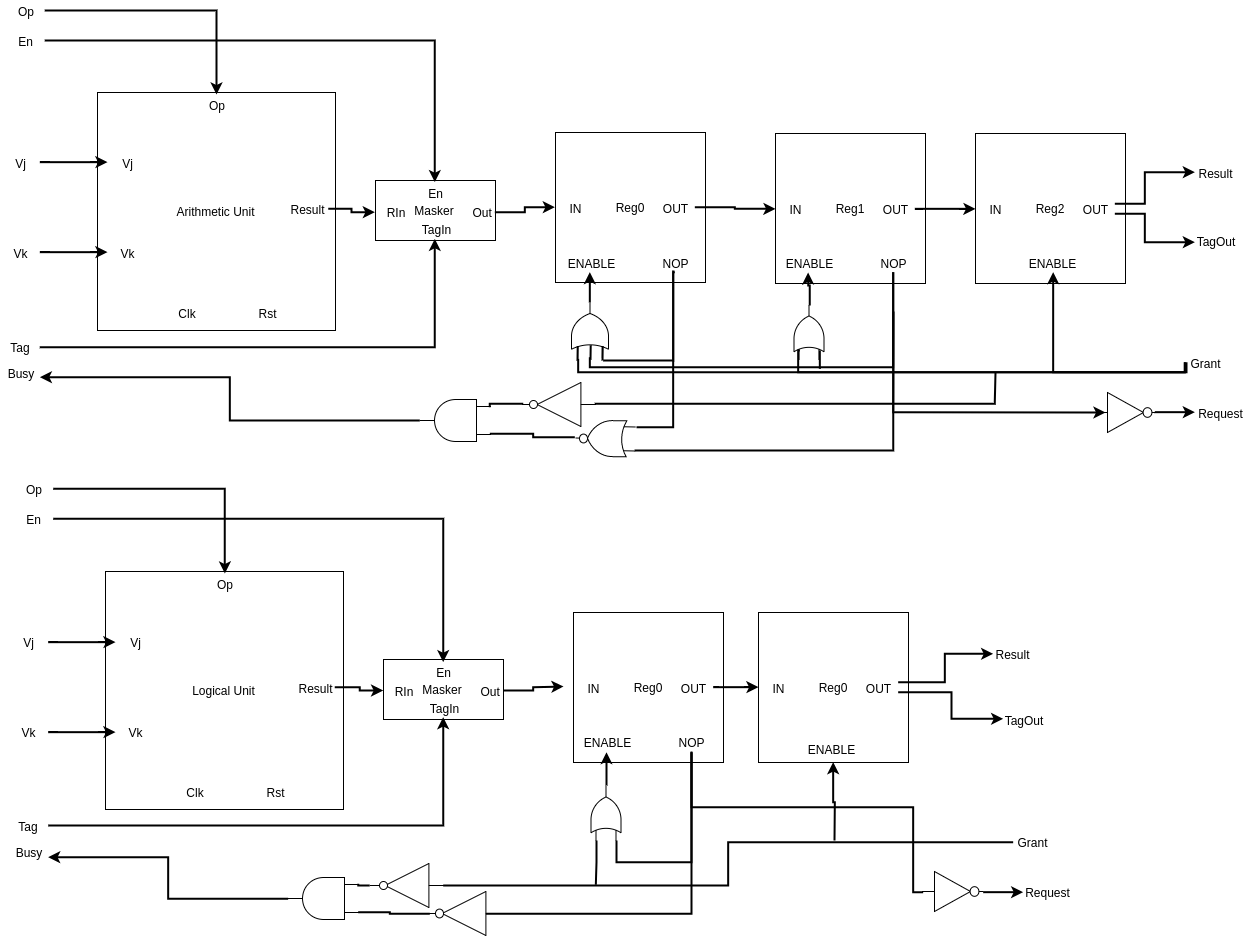 Op
En
Op
Vj
Vj
Arithmetic Unit
Result
Vk
Vk
Clk
Rst
Tag
Busy
En
RIn
Masker
Out
TagIn
IN
Reg0
OUT
ENABLE
NOP
IN
Reg1
OUT
ENABLE
NOP
IN
Reg2
OUT
ENABLE
Result
TagOut
Grant
Request
Op
En
Op
Vj
Vj
Logical Unit
Result
Vk
Vk
Clk
Rst
Tag
Busy
En
RIn
Masker
Out
TagIn
IN
Reg0
OUT
ENABLE
NOP
IN
Reg0
OUT
ENABLE
Result
TagOut
Grant
Request